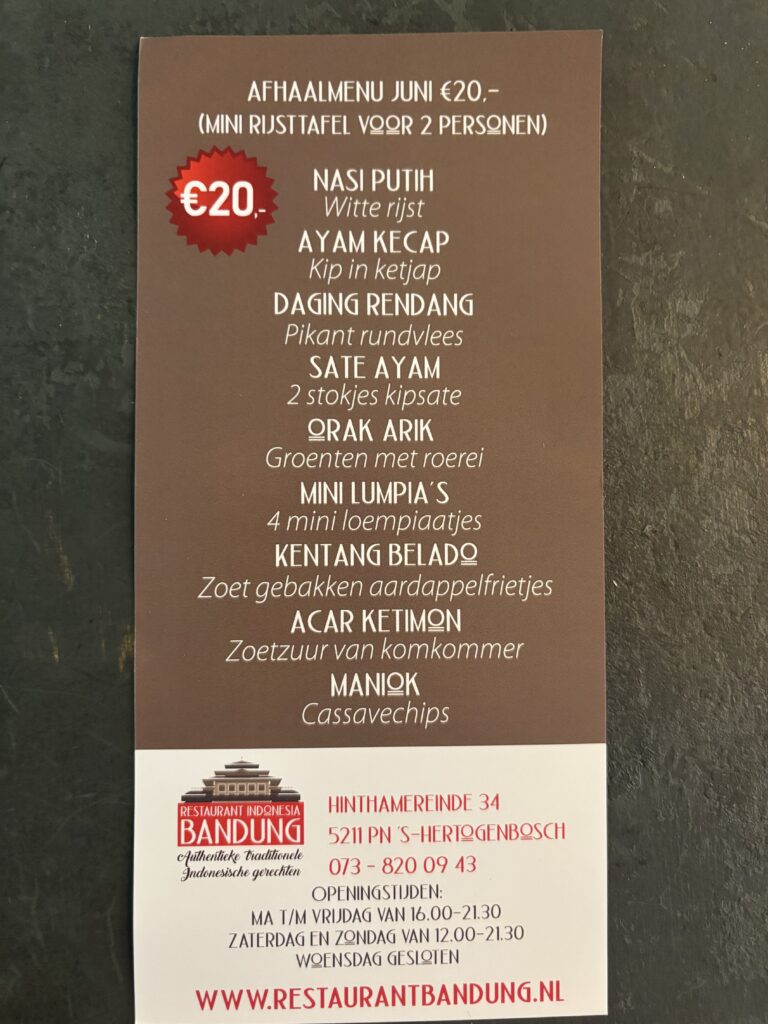 AFHAALMENU JUNI €20,-
(MINI RIJSTTAFEL VOOR 2 PERSONEN)
€20,-
NASI PUTIH
Witte rijst
AYAM KECAP
Kip in ketjap
DAGING RENDANG
Pikant rundvlees
SATE AYAM
2 stokjes kipsate
ORAK ARIK
Groenten met roerei
MINI LUMPIA'S
4 mini loempiaatjes
KENTANG BELADO
Zoet gebakken aardappelfrietjes
ACAR KETIMON
Zoetzuur van komkommer
MANIOK
Cassavechips
RESTAURANT INDONESIA
BANDUNG
Authentieke traditionele
Indonesische gerechten
HINTHAMEREINDE 34
5211 PN 'S-HERTOGENBOSCH
073 - 820 09 43
OPENINGSTIJDEN:
MA T/M VRIJDAG VAN 16.00-21.30
ZATERDAG EN ZONDAG VAN 12.00-21.30
WOENSDAG GESLOTEN
WWW.RESTAURANTBANDUNG.NL